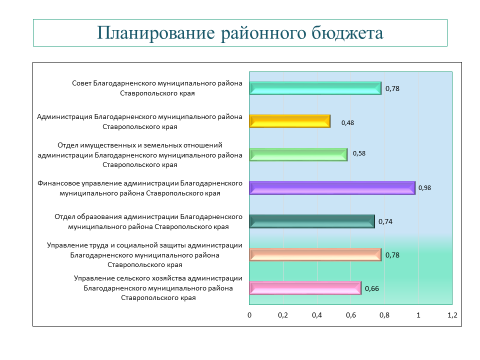 Планирование районного бюджета
Совет Благодарненского муниципального района
Ставропольского края
0,78
Администрация Благодарненского муниципального района
Ставропольского края
0,48
Отдел имущественных и земельных отношений
администрации Благодарненского муниципального района
Ставропольского края
0,58
Финансовое управление администрации Благодарненского
муниципального района Ставропольского края
0,98
Отдел образования администрации Благодарненского
муниципального района Ставропольского края
0,74
Управление труда и социальной защиты администрации
Благодарненского муниципального района
Ставропольского края
0,78
Управление сельского хозяйства администрации
Благодарненского муниципального района
Ставропольского края
0,66
0 0,2 0,4 0,6 0,8 1 1,2